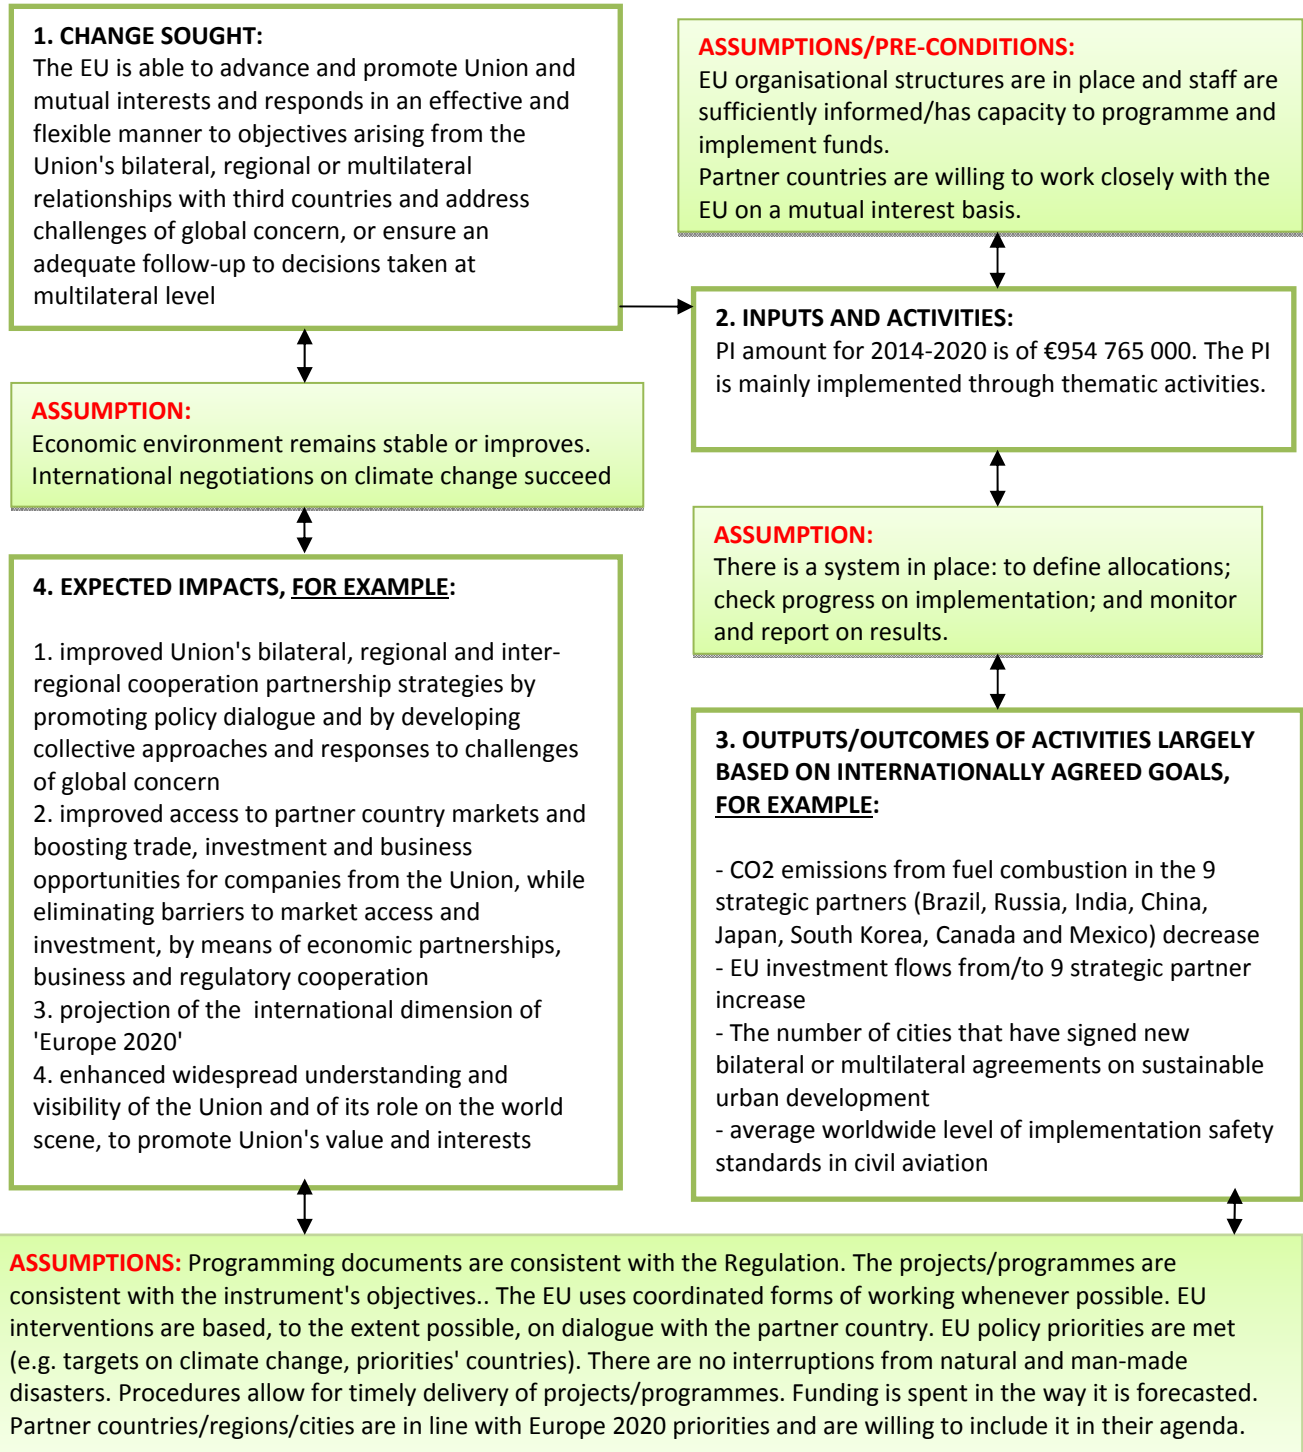 1. CHANGE SOUGHT:
The EU is able to advance and promote Union and
mutual interests and responds in an effective and
flexible manner to objectives arising from the
Union's bilateral, regional or multilateral
relationships with third countries and address
challenges of global concern, or ensure an
adequate follow-up to decisions taken at
multilateral level
ASSUMPTIONS/PRE-CONDITIONS:
EU organisational structures are in place and staff are
sufficiently informed/has capacity to programme and
implement funds.
Partner countries are willing to work closely with the
EU on a mutual interest basis.
2. INPUTS AND ACTIVITIES:
PI amount for 2014-2020 is of €954 765 000. The PI
is mainly implemented through thematic activities.
ASSUMPTION:
Economic environment remains stable or improves.
International negotiations on climate change succeed
ASSUMPTION:
There is a system in place: to define allocations;
check progress on implementation; and monitor
and report on results.
4. EXPECTED IMPACTS, FOR EXAMPLE:
1. improved Union's bilateral, regional and inter-
regional cooperation partnership strategies by
promoting policy dialogue and by developing
collective approaches and responses to challenges
of global concern
2. improved access to partner country markets and
boosting trade, investment and business
opportunities for companies from the Union, while
eliminating barriers to market access and
investment, by means of economic partnerships,
business and regulatory cooperation
3. projection of the  international dimension of
'Europe 2020'
4. enhanced widespread understanding and
visibility of the Union and of its role on the world
scene, to promote Union's value and interests
3. OUTPUTS/OUTCOMES OF ACTIVITIES LARGELY
BASED ON INTERNATIONALLY AGREED GOALS,
FOR EXAMPLE:
- CO2 emissions from fuel combustion in the 9
strategic partners (Brazil, Russia, India, China,
Japan, South Korea, Canada and Mexico) decrease
- EU investment flows from/to 9 strategic partner
increase
- The number of cities that have signed new
bilateral or multilateral agreements on sustainable
urban development
- average worldwide level of implementation safety
standards in civil aviation
ASSUMPTIONS: Programming documents are consistent with the Regulation. The projects/programmes are
consistent with the instrument's objectives.. The EU uses coordinated forms of working whenever possible. EU
interventions are based, to the extent possible, on dialogue with the partner country. EU policy priorities are met
(e.g. targets on climate change, priorities' countries). There are no interruptions from natural and man-made
disasters. Procedures allow for timely delivery of projects/programmes. Funding is spent in the way it is forecasted.
Partner countries/regions/cities are in line with Europe 2020 priorities and are willing to include it in their agenda.